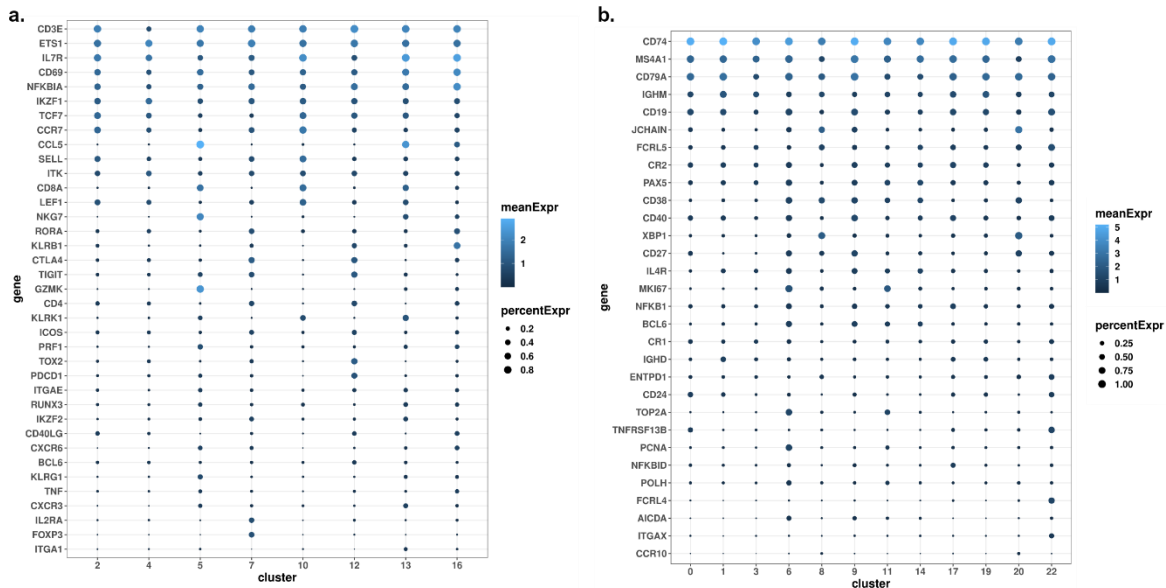 a.
CD3E
ETS1
IL7R
CD69
NFKBIA
IKZF1
TCF7
CCR7
CCL5
SELL
ITK
CD8A
LEF1
NKG7
RORA
KLRB1
CTLA4
TIGIT
GZMK
CD4
KLRK1
ICOS
PRF1
TOX2
PDCD1
ITGAE
RUNX3
IKZF2
CD40LG
CXCR6
BCL6
KLRG1
TNF
CXCR3
IL2RA
FOXP3
ITGA1
gene
2 4 5 7 10 12 13 16
cluster
meanExpr
2
1
percentExpr
0.2
0.4
0.6
0.8
b.
CD74
MS4A1
CD79A
IGHM
CD19
JCHAIN
FCRL5
CR2
PAX5
CD38
CD40
XBP1
CD27
IL4R
MKI67
NFKB1
BCL6
CR1
IGHD
ENTPD1
CD24
TOP2A
TNFRSF13B
PCNA
NFKBID
POLH
FCRL4
AICDA
ITGAX
CCR10
gene
0 1 3 6 8 9 11 14 17 19 20 22
cluster
meanExpr
5
4
3
2
1
percentExpr
0.25
0.50
0.75
1.00